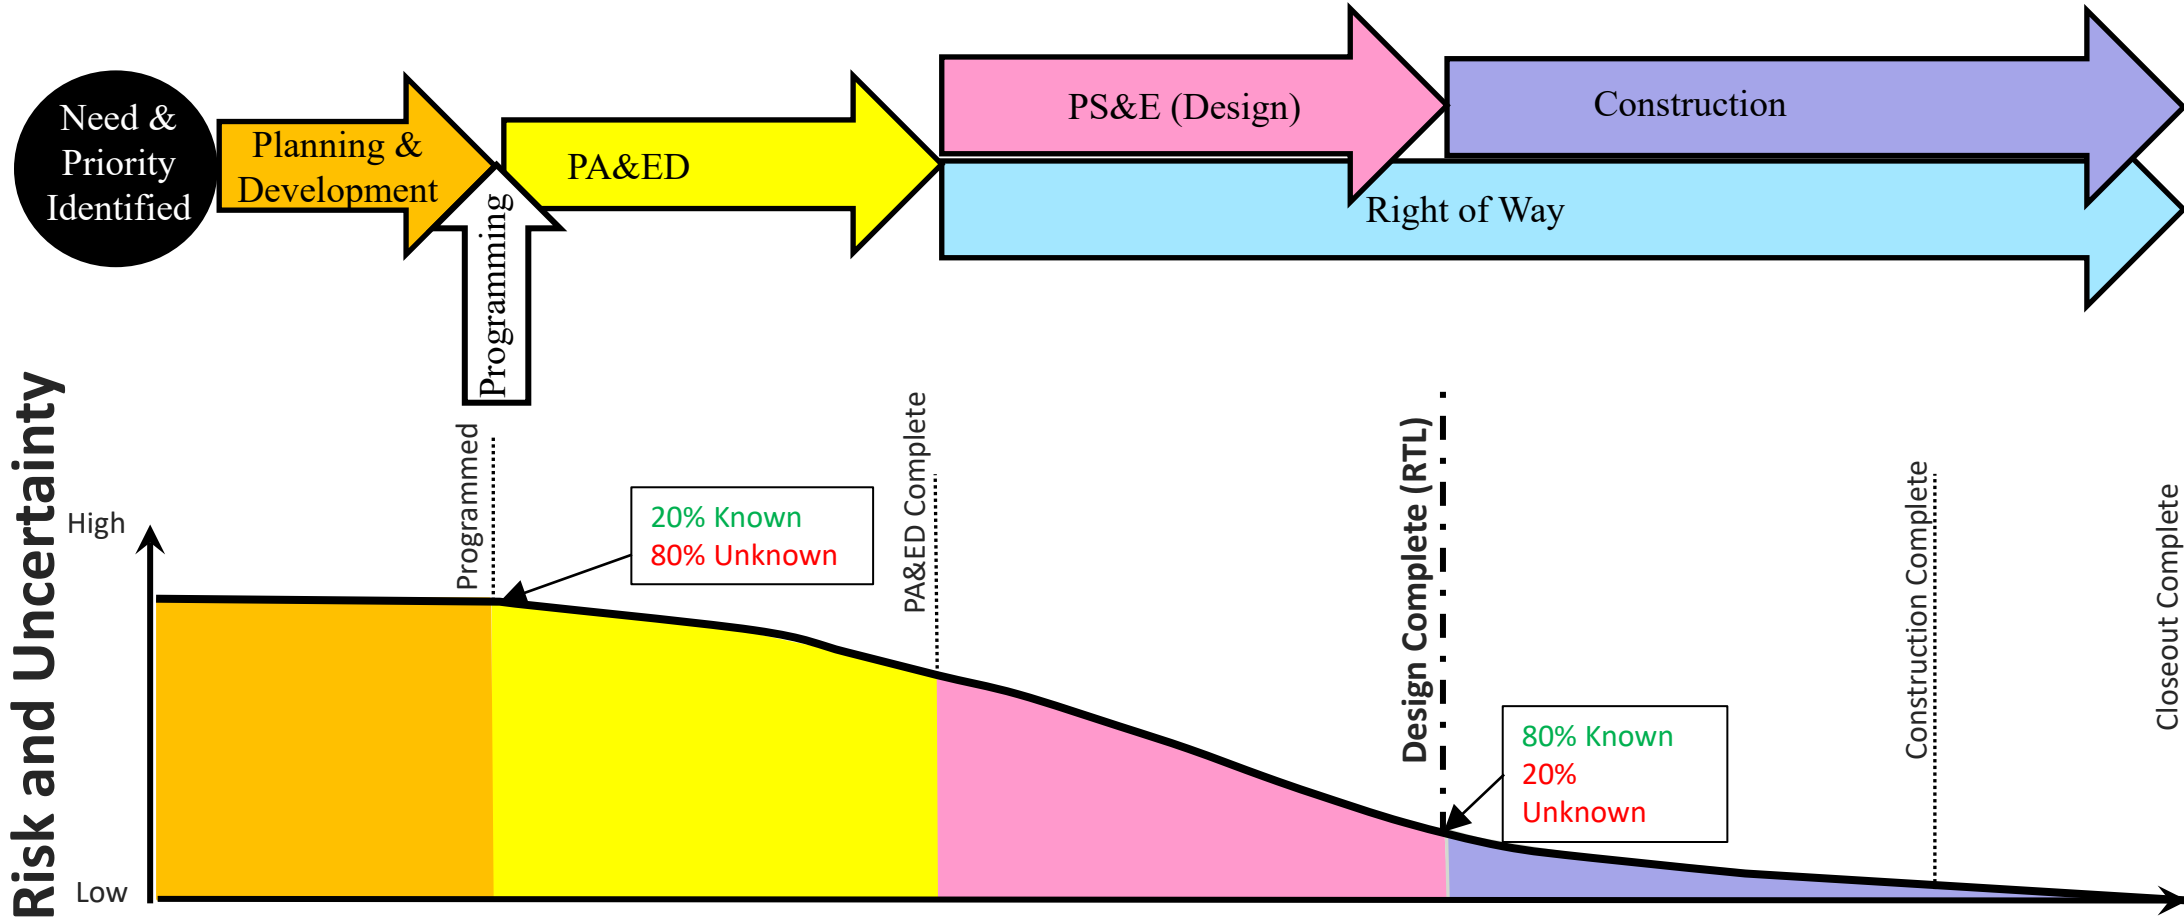 Need &
Priority
Identified
Planning &
Development
Programming
PA&ED
PS&E (Design)
Construction
Right of Way
Risk and Uncertainty
High
Low
Programmed
20% Known
80% Unknown
PA&ED Complete
Design Complete (RTL)
80% Known
20%
Unknown
Construction Complete
Closeout Complete